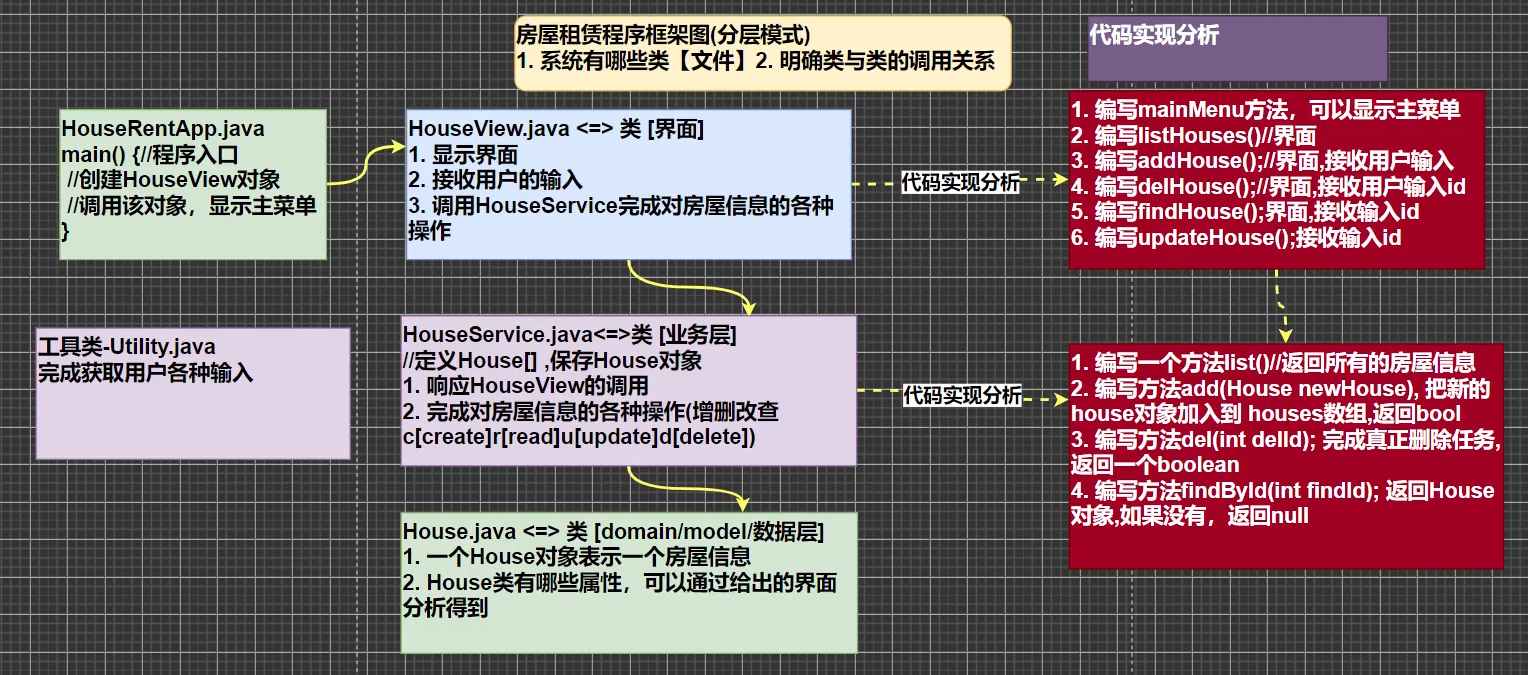 房屋租赁程序框架图(分层模式)
1. 系统有哪些类【文件】2. 明确类与类的调用关系
代码实现分析
HouseRentApp.java
main() {//程序入口
//创建HouseView对象
//调用该对象，显示主菜单
}
HouseView.java <=> 类 [界面]
1. 显示界面
2. 接收用户的输入
3. 调用HouseService完成对房屋信息的各种
操作
代码实现分析
1. 编写mainMenu方法，可以显示主菜单
2. 编写listHouses()//界面
3. 编写addHouse();//界面,接收用户输入
4. 编写delHouse();//界面,接收用户输入id
5. 编写findHouse();界面,接收输入id
6. 编写updateHouse();接收输入id
工具类-Utility.java
完成获取用户各种输入
HouseService.java<=>类 [业务层]
//定义House[] ,保存House对象
1. 响应HouseView的调用
2. 完成对房屋信息的各种操作(增删改查
c[create]r[read]u[update]d[delete])
代码实现分析
1. 编写一个方法list()//返回所有的房屋信息
2. 编写方法add(House newHouse), 把新的
house对象加入到 houses数组,返回bool
3. 编写方法del(int delId); 完成真正删除任务,
返回一个boolean
4. 编写方法findById(int findId); 返回House
对象,如果没有，返回null
House.java <=> 类 [domain/model/数据层]
1. 一个House对象表示一个房屋信息
2. House类有哪些属性，可以通过给出的界面
分析得到